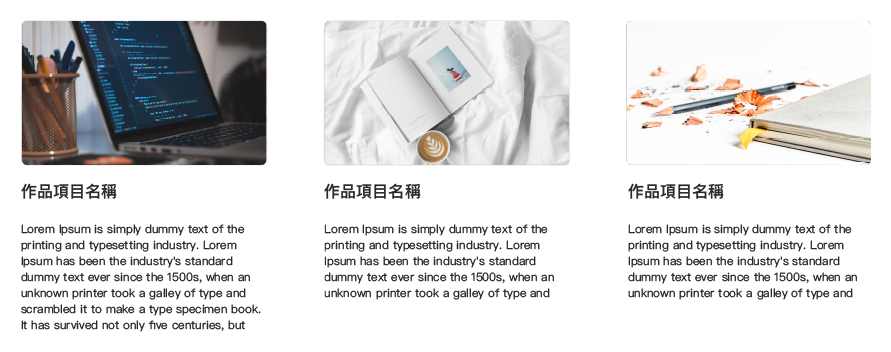 作品項目名稱
Lorem Ipsum is simply dummy text of the
printing and typesetting industry. Lorem
Ipsum has been the industry's standard
dummy text ever since the 1500s, when an
unknown printer took a galley of type and
scrambled it to make a type specimen book.
It has survived not only five centuries, but
作品項目名稱
Lorem Ipsum is simply dummy text of the
printing and typesetting industry. Lorem
Ipsum has been the industry's standard
dummy text ever since the 1500s, when an
unknown printer took a galley of type and
作品項目名稱
Lorem Ipsum is simply dummy text of the
printing and typesetting industry. Lorem
Ipsum has been the industry's standard
dummy text ever since the 1500s, when an
unknown printer took a galley of type and